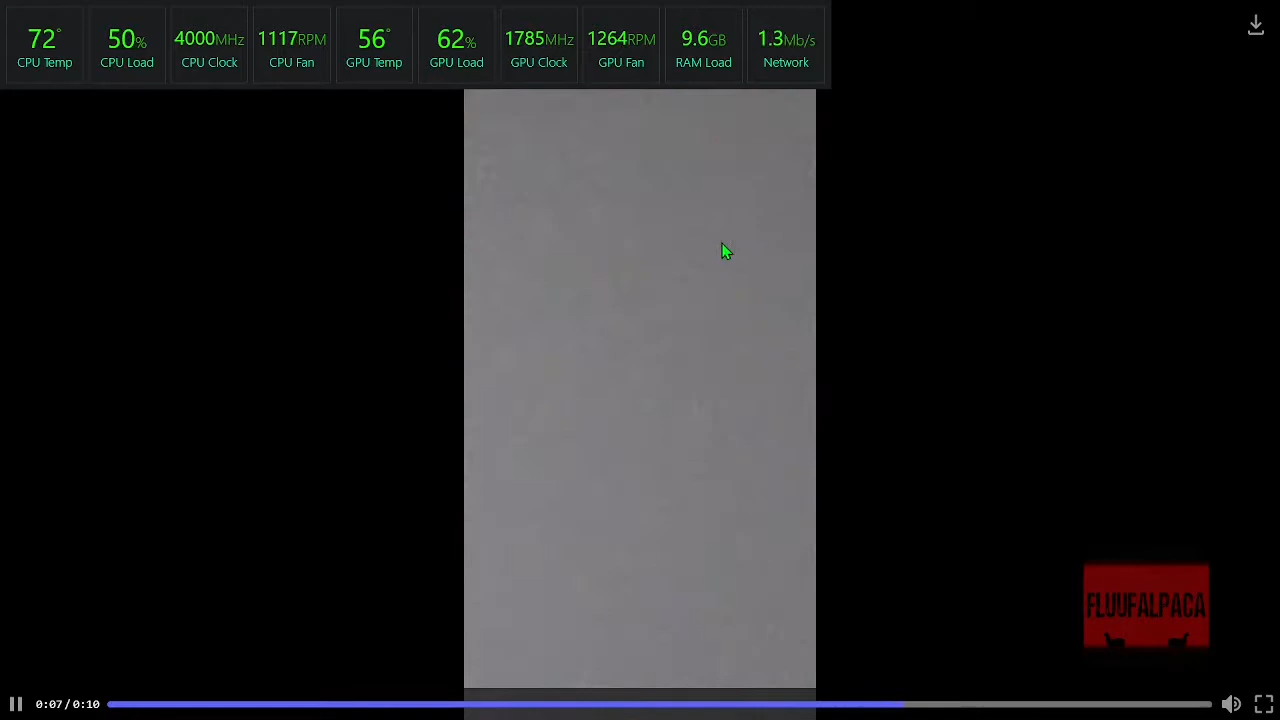 72° 50% 4000MHz 1117RPM 56° 62% 1785MHz 1264RPM 9.6GB 1.3Mb/s
CPU Temp CPU Load CPU Clock CPU Fan GPU Temp GPU Load GPU Clock GPU Fan RAM Load Network
FLUUFALPACA
0:07/0:10